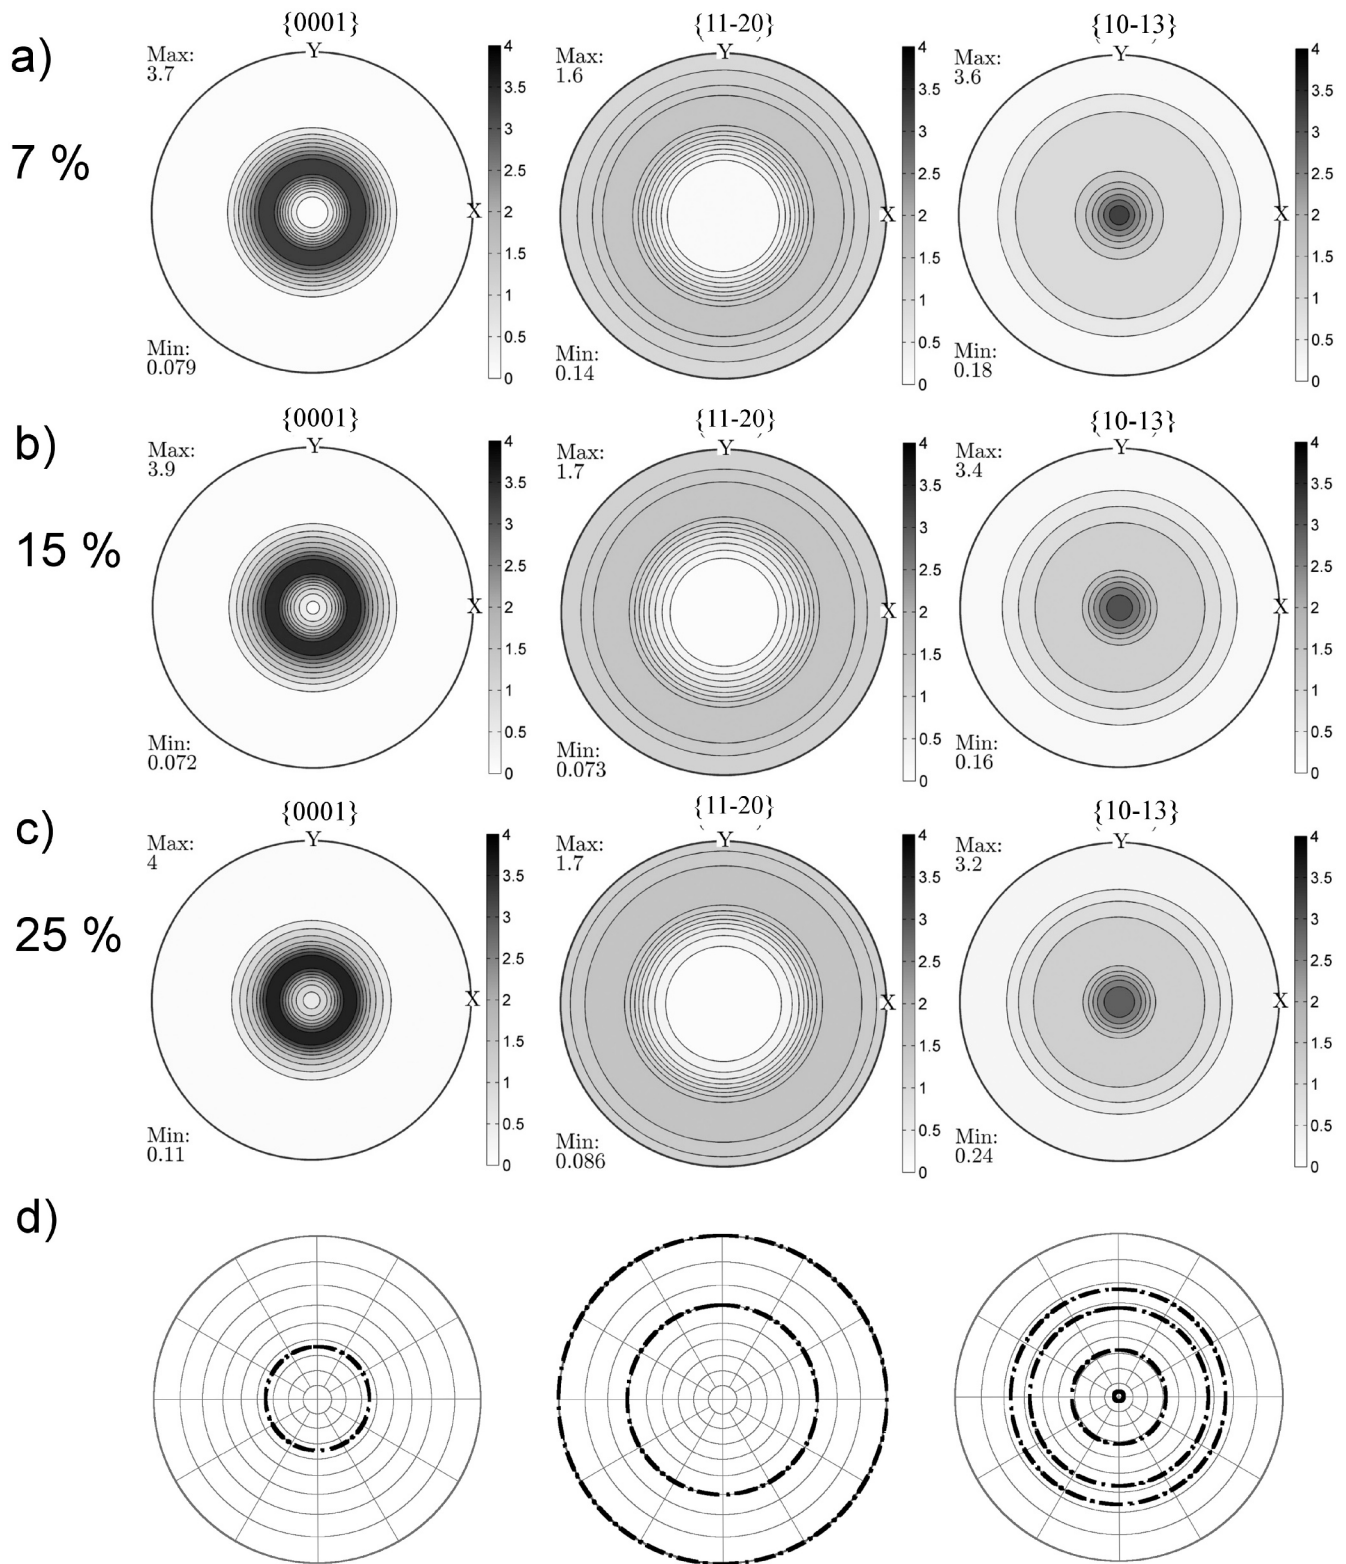 a)
7 %
{0001}
Max:
3.7
Y
X
Min:
0.079
4
3.5
3
2.5
2
1.5
1
0.5
0
{11-20}
Max:
1.6
Y
X
Min:
0.14
4
3.5
3
2.5
2
1.5
1
0.5
0
{10-13}
Max:
3.6
Y
X
Min:
0.18
4
3.5
3
2.5
2
1.5
1
0.5
0
b)
15 %
{0001}
Max:
3.9
Y
X
Min:
0.072
4
3.5
3
2.5
2
1.5
1
0.5
0
{11-20}
Max:
1.7
Y
X
Min:
0.073
4
3.5
3
2.5
2
1.5
1
0.5
0
{10-13}
Max:
3.4
Y
X
Min:
0.16
4
3.5
3
2.5
2
1.5
1
0.5
0
c)
25 %
{0001}
Max:
4
Y
X
Min:
0.11
4
3.5
3
2.5
2
1.5
1
0.5
0
{11-20}
Max:
1.7
Y
X
Min:
0.086
4
3.5
3
2.5
2
1.5
1
0.5
0
{10-13}
Max:
3.2
Y
X
Min:
0.24
4
3.5
3
2.5
2
1.5
1
0.5
0
d)